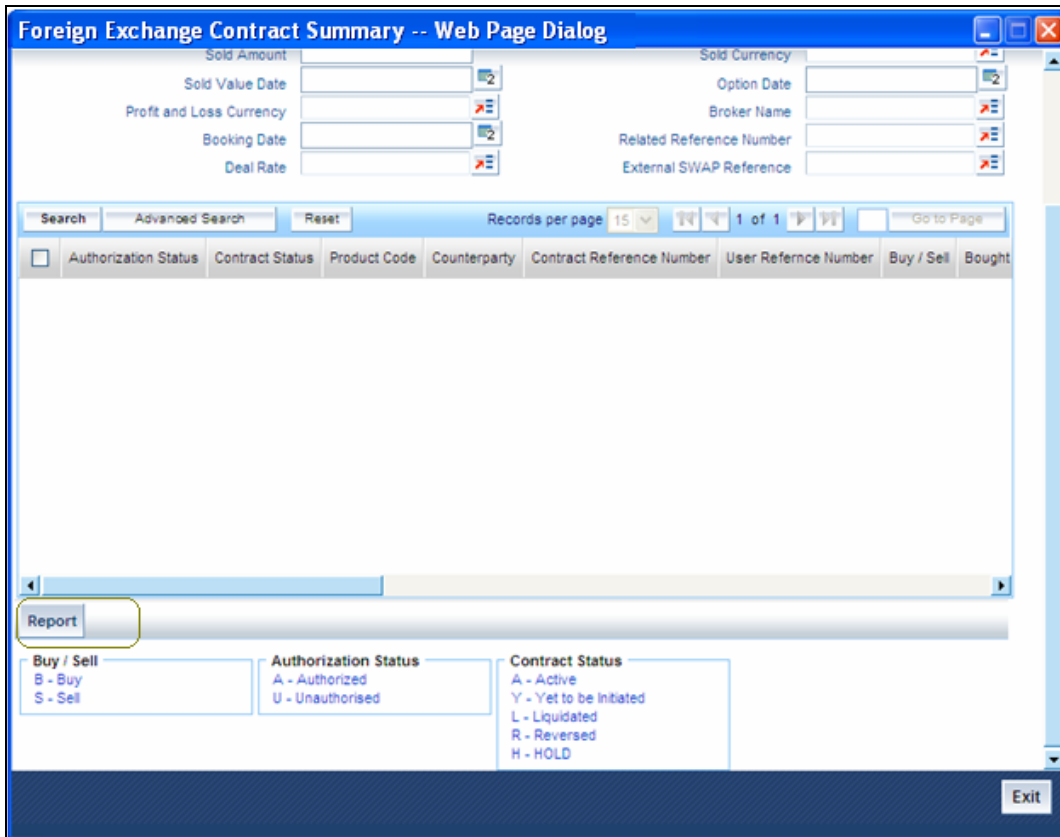 Foreign Exchange Contract Summary -- Web Page Dialog
Sold Amount Sold Currency
Sold Value Date 2 Option Date 2
Profit and Loss Currency Broker Name
Booking Date 2 Related Reference Number
Deal Rate External SWAP Reference
Search Advanced Search Reset Records per page 15 1 of 1 Go to Page
Authorization Status Contract Status Product Code Counterparty Contract Reference Number User Refernce Number Buy / Sell Bought
Report
Buy / Sell Authorization Status Contract Status
B - Buy A - Authorized A - Active
S - Sell U - Unauthorised Y - Yet to be Initiated
L - Liquidated
R - Reversed
H - HOLD
Exit